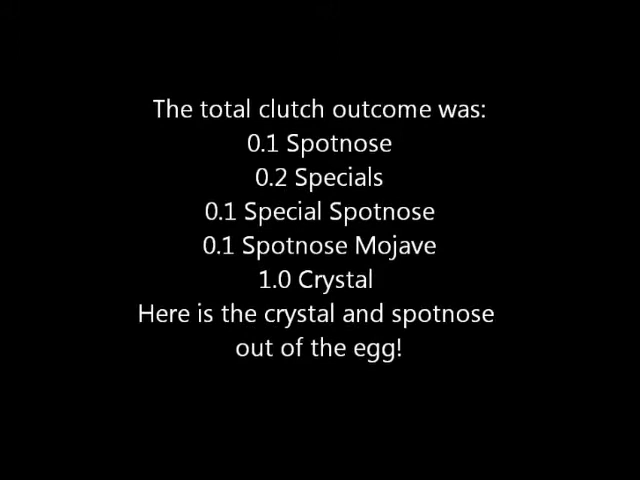 The total clutch outcome was:
0.1 Spotnose
0.2 Specials
0.1 Special Spotnose
0.1 Spotnose Mojave
1.0 Crystal
Here is the crystal and spotnose
out of the egg!